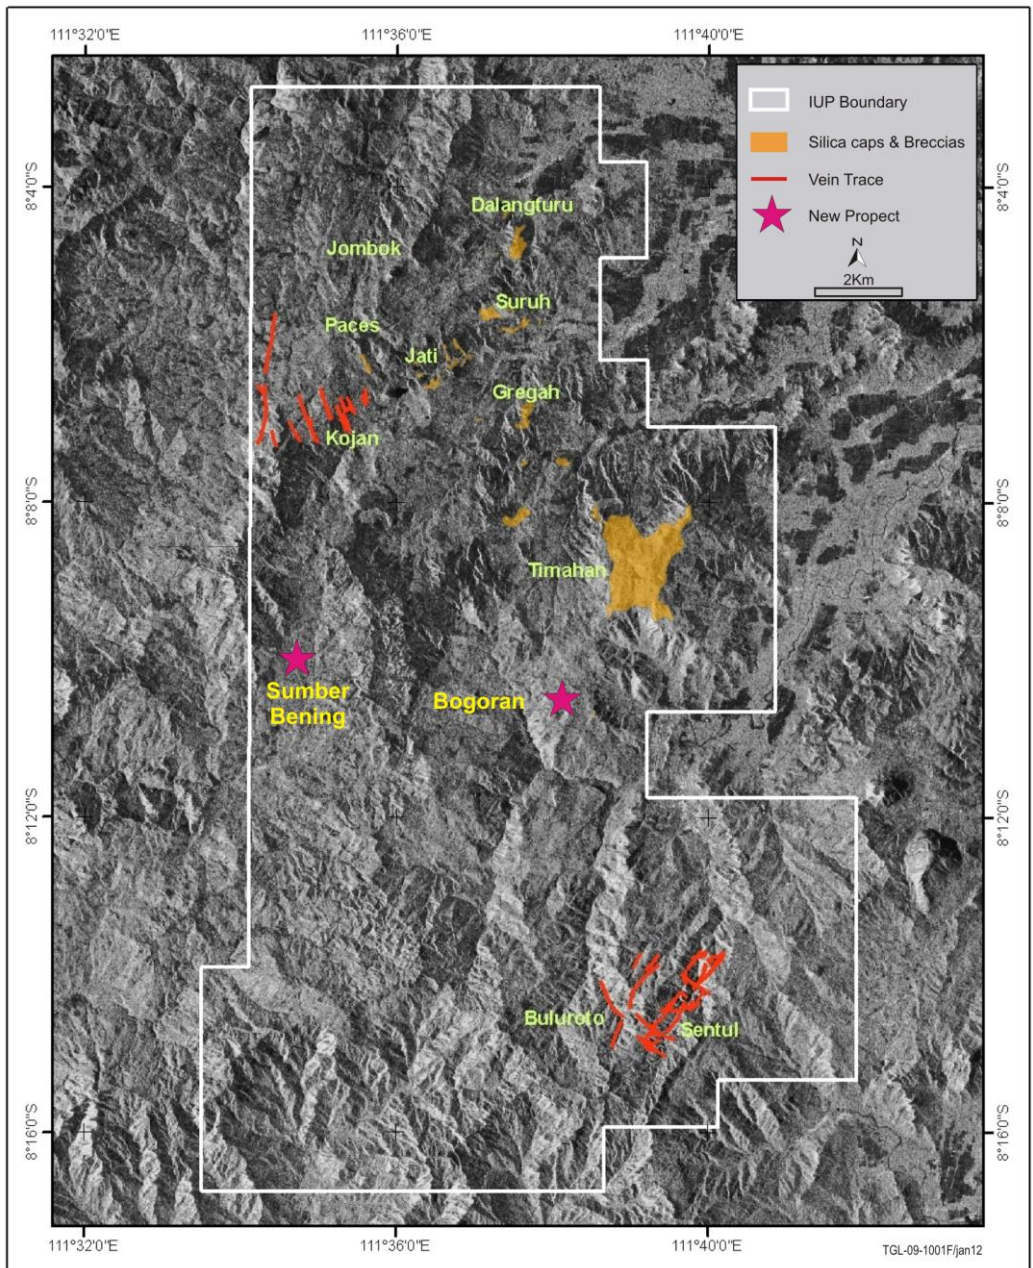 111°32'0"E
111°36'0"E
111°40'0"E
IUP Boundary
Silica caps & Breccias
Vein Trace
New Propect
N
2Km
8°4'0"S
8°4'0"S
Dalangturu
Jombok
Suruh
Paces
Jati
Gregah
Kojan
8°8'0"S
8°8'0"S
Timahan
Sumber
Bening
Bogoran
8°12'0"S
8°12'0"S
Buluroto
Sentul
8°16'0"S
8°16'0"S
111°32'0"E
111°36'0"E
111°40'0"E
TGL-09-1001F/jan12